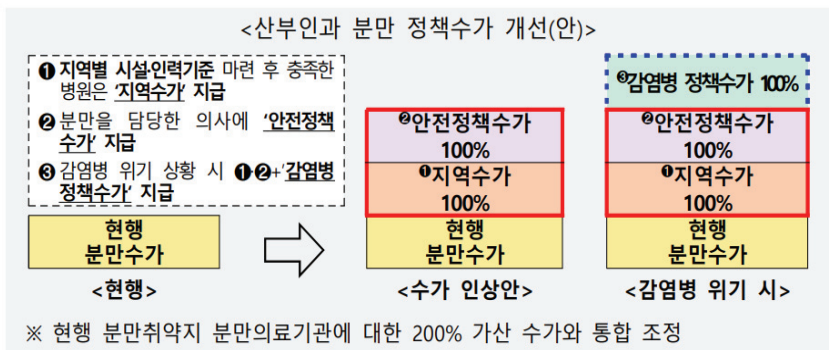 <산부인과 분만 정책수가 개선(안)>
❶ 지역별 시설·인력기준 마련 후 충족한
병원은 '지역수가' 지급
❷ 분만을 담당한 의사에 '안전정책
수가' 지급
❸ 감염병 위기 상황 시 ❶·❷+'감염병
정책수가' 지급
현행
분만수가
<현행>
❷안전정책수가
100%
❶지역수가
100%
현행
분만수가
<수가 인상안>
❸감염병 정책수가 100%
❷안전정책수가
100%
❶지역수가
100%
현행
분만수가
<감염병 위기 시>
※ 현행 분만취약지 분만의료기관에 대한 200% 가산 수가와 통합 조정